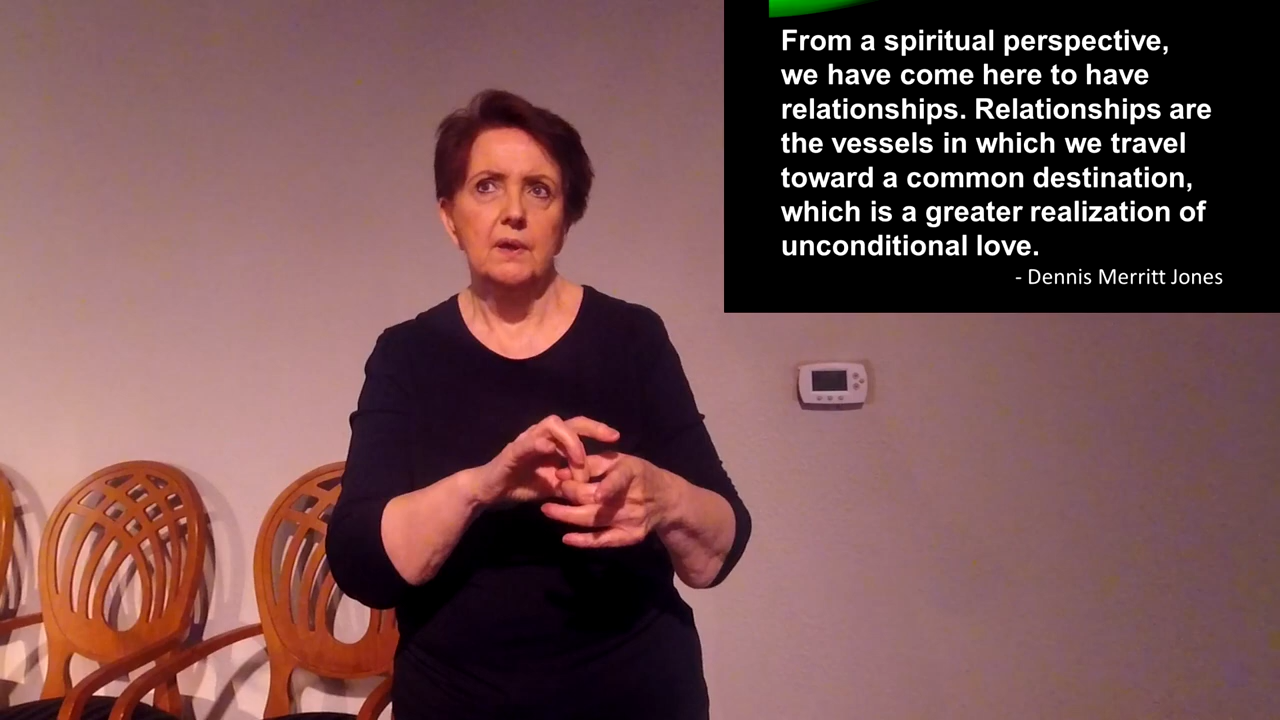 From a spiritual perspective,
we have come here to have
relationships. Relationships are
the vessels in which we travel
toward a common destination,
which is a greater realization of
unconditional love.
- Dennis Merritt Jones